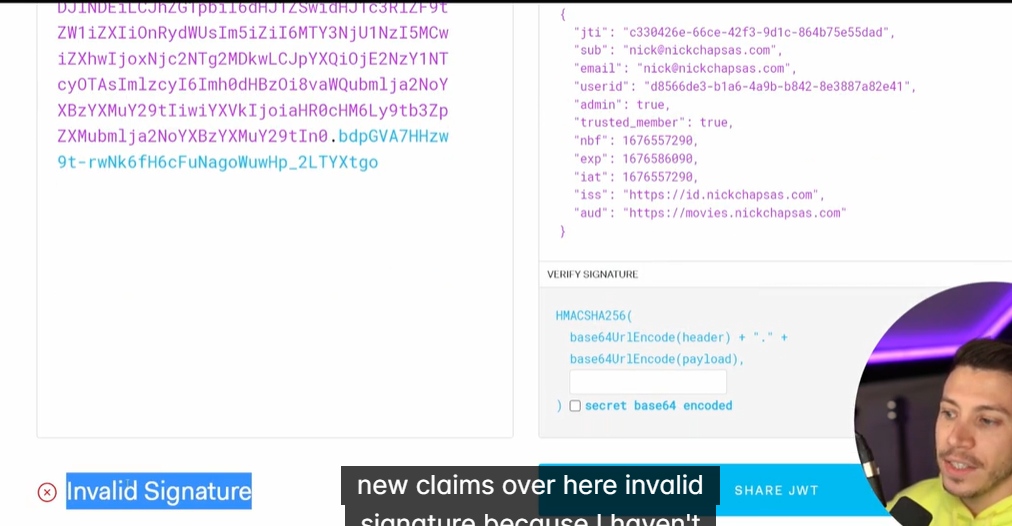 ZW1iZXIiOnRydWUsIm5iZiI6MTY3NjU1NzI5MCw
iZXhwIjoxNjc2NTg2MDkwLCJpYXQiOjE2NzY1NT
cyOTAsImlzcyI6Imh0dHBzOi8vaWQubmlja2NoY
XBzYXMuY29tIiwiYXVkIjoiaHR0cHM6Ly9tb3Zp
ZXMubmlja2NoYXBzYXMuY29tIn0.bdpGVA7HHzw
9t-rwNk6fH6cFuNagoWuwHp_2LTYXtgo
Invalid Signature
{
"jti": "c330426e-66ce-42f3-9d1c-864b75e55dad",
"sub": "nick@nickchapsas.com",
"email": "nick@nickchapsas.com",
"userid": "d8566de3-b1a6-4a9b-b842-8e3887a82e41",
"admin": true,
"trusted_member": true,
"nbf": 1676557290,
"exp": 1676586090,
"iat": 1676557290,
"iss": "https://id.nickchapsas.com",
"aud": "https://movies.nickchapsas.com"
}
VERIFY SIGNATURE
HMACSHA256(
base64UrlEncode(header) + "." +
base64UrlEncode(payload),
) secret base64 encoded
SHARE JWT
new claims over here invalid
signature because I haven't